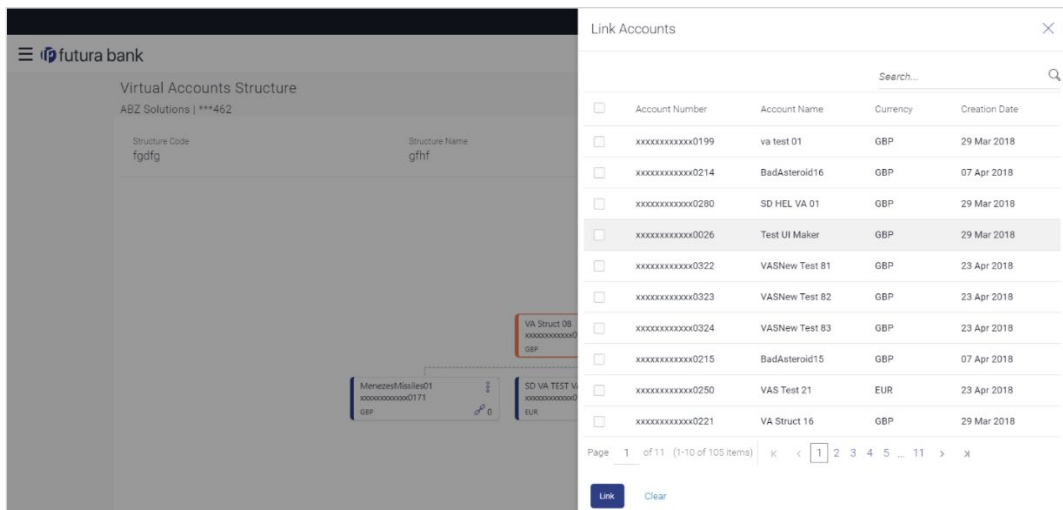 Link Accounts
futura bank
Search...
Virtual Accounts Structure
ABZ Solutions | ***462
Structure Code
fgdfg
Structure Name
gfhf
Account Number Account Name Currency Creation Date
xxxxxxxxxxxx0199 va test 01 GBP 29 Mar 2018
xxxxxxxxxxxx0214 BadAsteroid16 GBP 07 Apr 2018
xxxxxxxxxxxx0280 SD HEL VA 01 GBP 29 Mar 2018
xxxxxxxxxxxx0026 Test UI Maker GBP 29 Mar 2018
xxxxxxxxxxxx0322 VASNew Test 81 GBP 23 Apr 2018
xxxxxxxxxxxx0323 VASNew Test 82 GBP 23 Apr 2018
xxxxxxxxxxxx0324 VASNew Test 83 GBP 23 Apr 2018
xxxxxxxxxxxx0215 BadAsteroid15 GBP 07 Apr 2018
xxxxxxxxxxxx0250 VAS Test 21 EUR 23 Apr 2018
xxxxxxxxxxxx0221 VA Struct 16 GBP 29 Mar 2018
VA Struct 08
xxxxxxxxxxxx0
GBP
MenezesMissiles01
xxxxxxxxxxxx0171
GBP 0
SD VA TEST
xxxxxxxxxxxx0
EUR
Page 1 of 11 (1-10 of 105 items) 1 2 3 4 5 ... 11
Link Clear